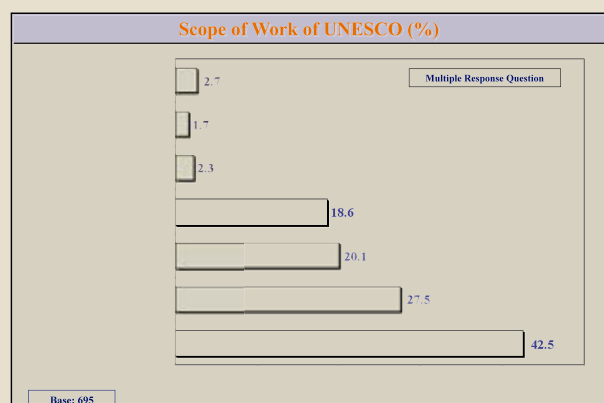 Scope of Work of UNESCO (%)
Multiple Response Question
2.7
1.7
2.3
18.6
20.1
27.5
42.5
Base: 695